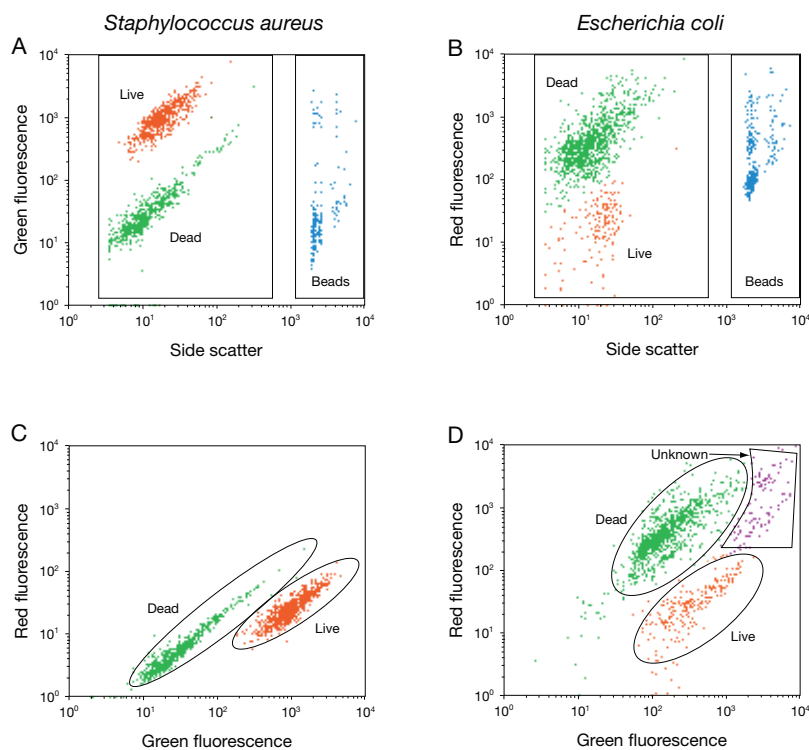 Staphylococcus aureus
Escherichia coli
A
Green fluorescence
10⁴
10³
10²
10¹
10⁰
Live
Dead
Beads
10⁰
10¹
10²
10³
10⁴
Side scatter
B
Red fluorescence
10⁴
10³
10²
10¹
10⁰
Dead
Live
Beads
10⁰
10¹
10²
10³
10⁴
Side scatter
C
Red fluorescence
10⁴
10³
10²
10¹
10⁰
Dead
Live
10⁰
10¹
10²
10³
10⁴
Green fluorescence
D
Red fluorescence
10⁴
10³
10²
10¹
10⁰
Unknown
Dead
Live
10⁰
10¹
10²
10³
10⁴
Green fluorescence